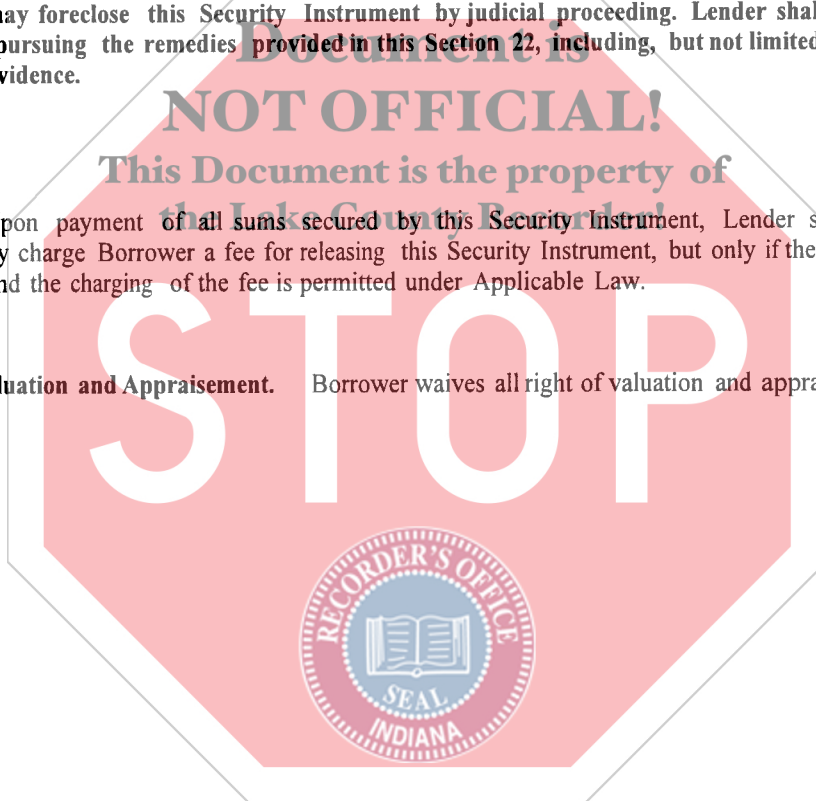 may foreclose this Security Instrument by judicial proceeding. Lender shal
Document is
pursuing the remedies provided in this Section 22, including, but not limited
vidence.
NOT OFFICIAL!
This Document is the property of
the Lake County Recorder!
pon payment of all sums secured by this Security Instrument, Lender s
y charge Borrower a fee for releasing this Security Instrument, but only if the
nd the charging of the fee is permitted under Applicable Law.
STOP
luation and Appraisement. Borrower waives all right of valuation and appra
RECORDER'S OFFICE
SEAL
INDIANA